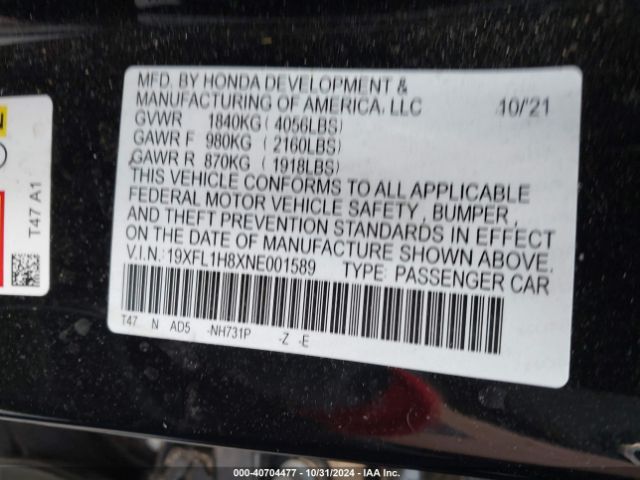 MFD. BY HONDA DEVELOPMENT &
MANUFACTURING OF AMERICA, LLC 10/'21
GVWR 1840KG (4056LBS)
GAWR F 980KG (2160LBS)
GAWR R 870KG (1918LBS)
THIS VEHICLE CONFORMS TO ALL APPLICABLE
FEDERAL MOTOR VEHICLE SAFETY, BUMPER,
AND THEFT PREVENTION STANDARDS IN EFFECT
ON THE DATE OF MANUFACTURE SHOWN ABOVE.
V.I.N.:19XFL1H8XNE001589 TYPE: PASSENGER CAR
T47 N AD5 -NH731P -Z -E
T47 A1
000-40704477 - 10/31/2024 - IAA Inc.